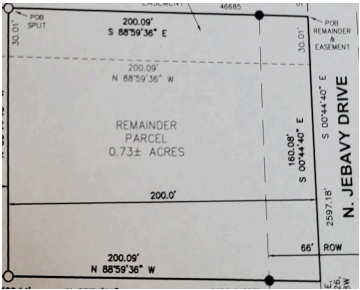 EASEMENT
46685
POB
SPLIT
200.09'
S 88°59'36" E
POB
REMAINDER
&
EASEMENT
30.01'
30.01'
200.09'
N 88°59'36" W
REMAINDER
PARCEL
0.73± ACRES
160.08'
S 00°44'40" E
S 00°44'40" E
N. JEBAVY DRIVE
200.0'
2597.18'
66' ROW
200.09'
N 88°59'36" W